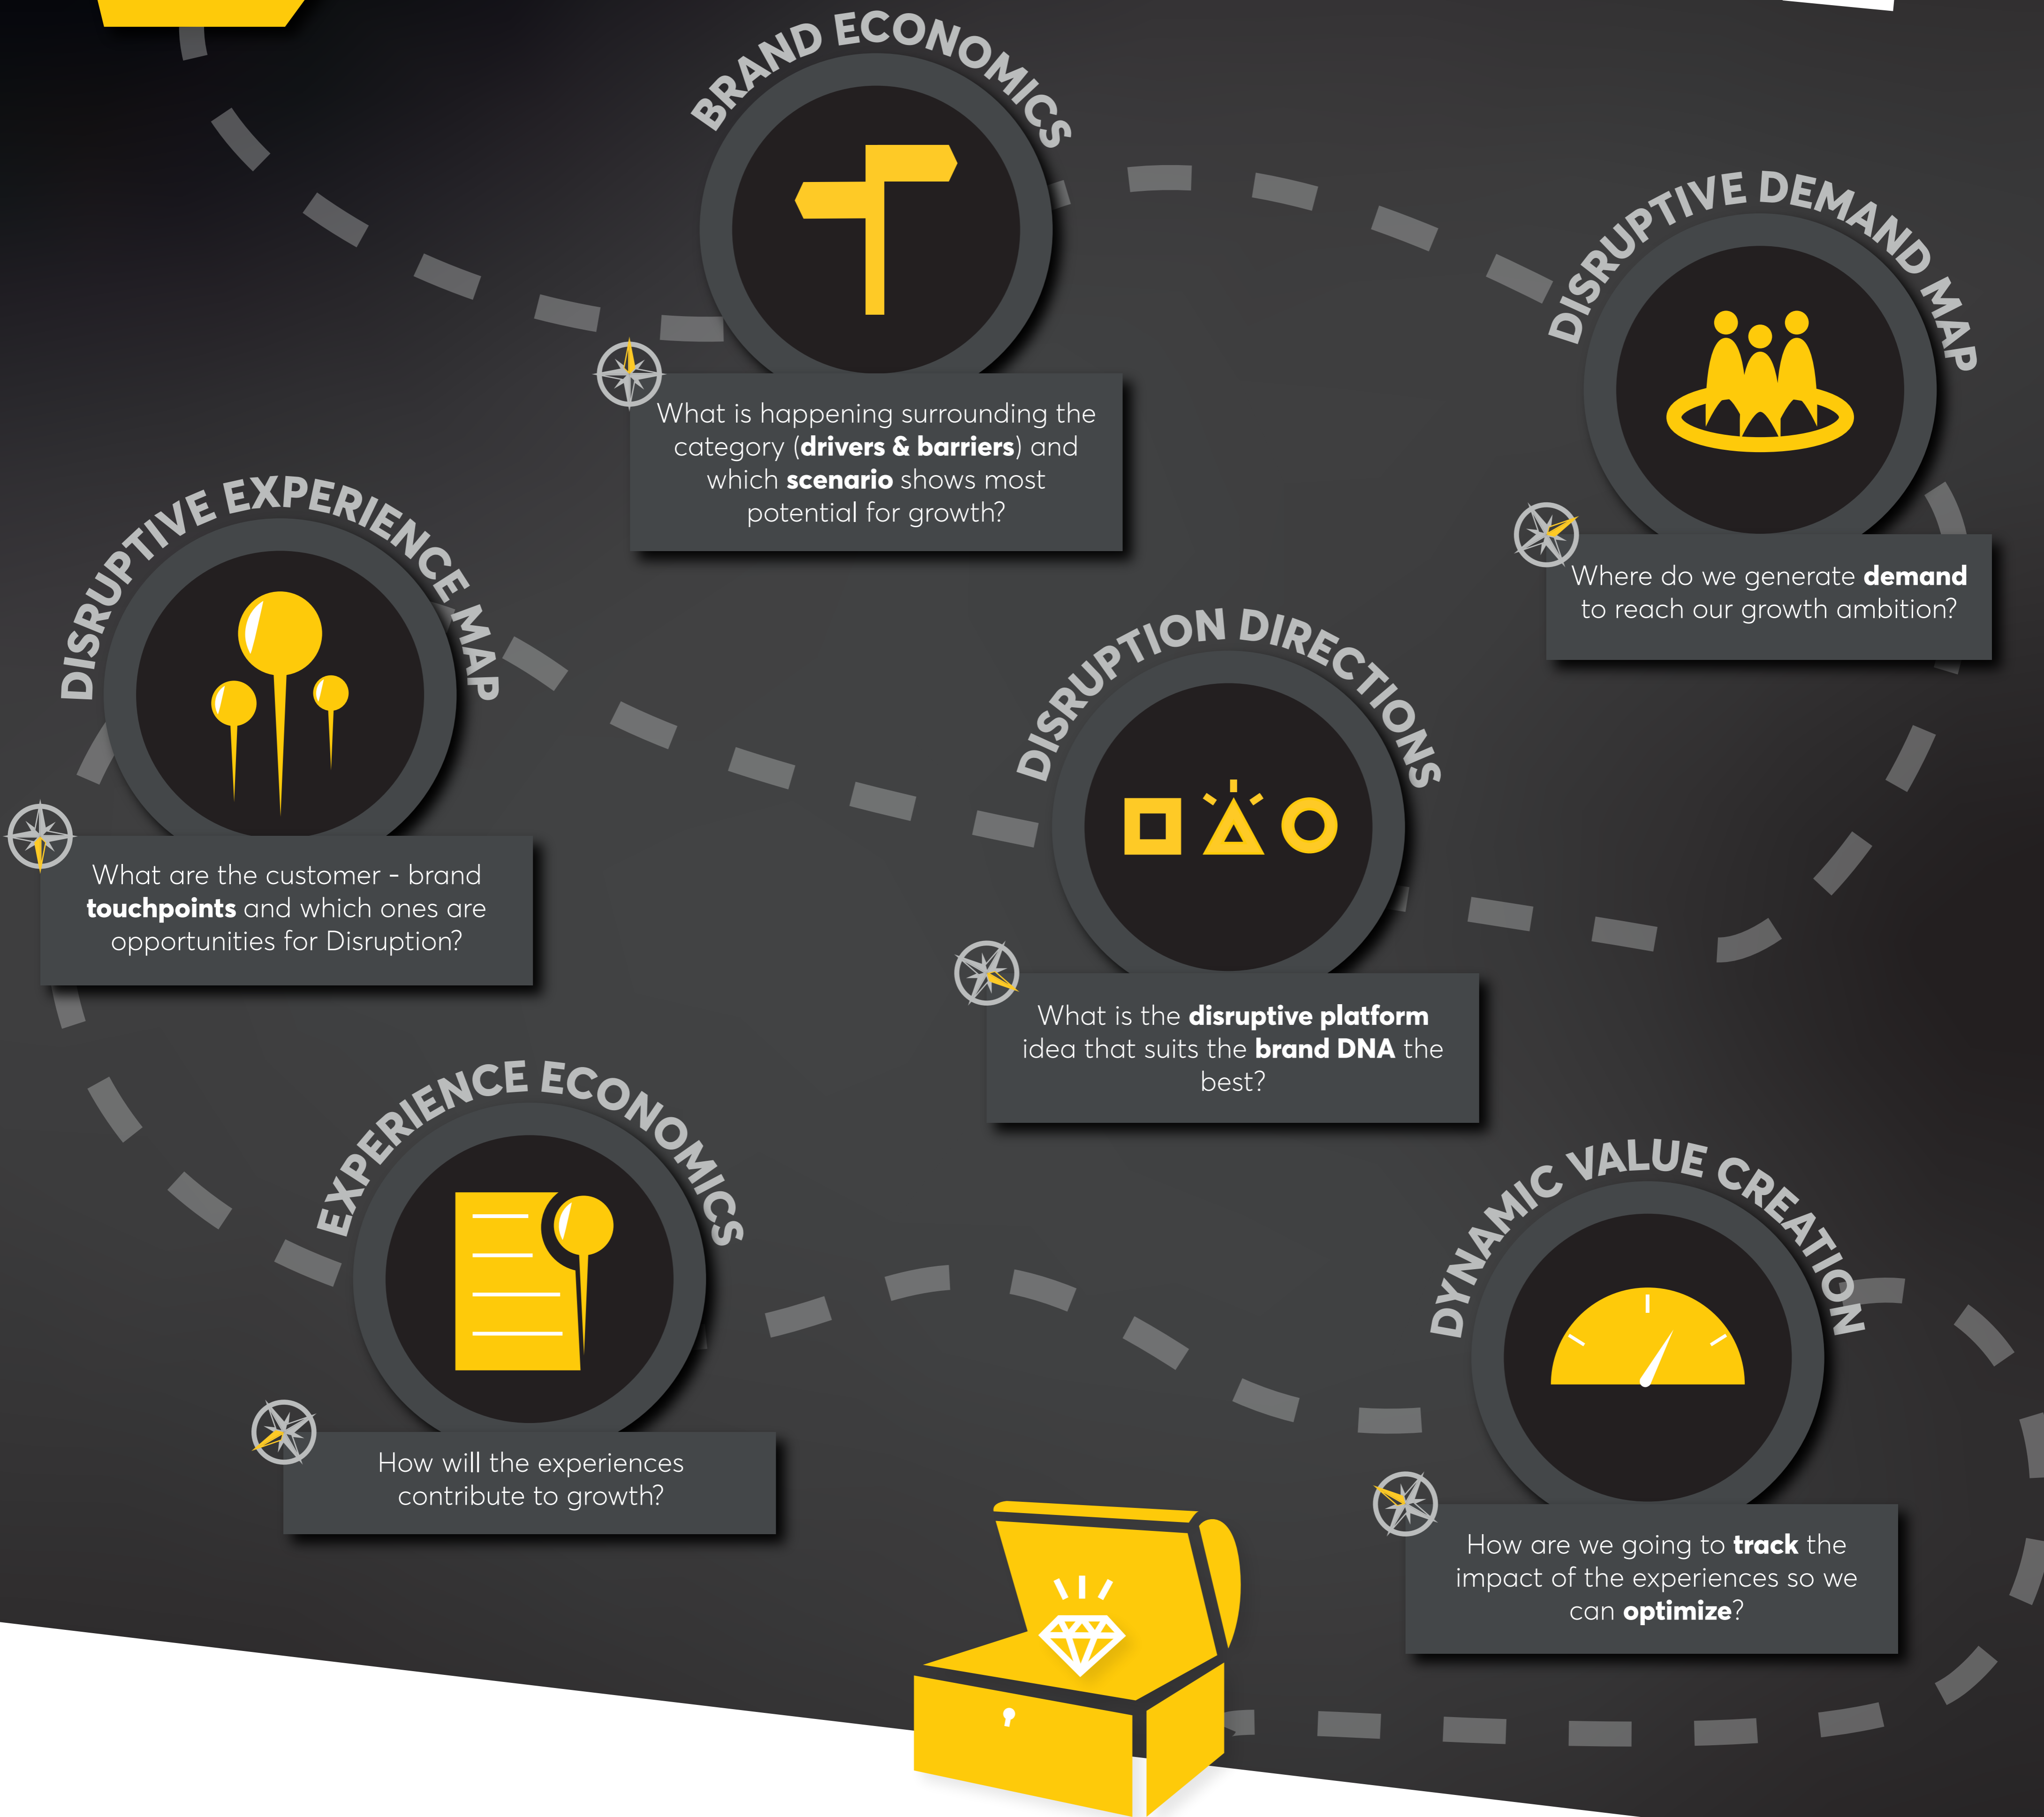 BRAND ECONOMICS
What is happening surrounding the
category (drivers & barriers) and
which scenario shows most
potential for growth?
DISRUPTIVE DEMAND MAP
Where do we generate demand
to reach our growth ambition?
DISRUPTION DIRECTIONS
What is the disruptive platform
idea that suits the brand DNA the
best?
DISRUPTIVE EXPERIENCE MAP
What are the customer - brand
touchpoints and which ones are
opportunities for Disruption?
EXPERIENCE ECONOMICS
How will the experiences
contribute to growth?
DYNAMIC VALUE CREATION
How are we going to track the
impact of the experiences so we
can optimize?